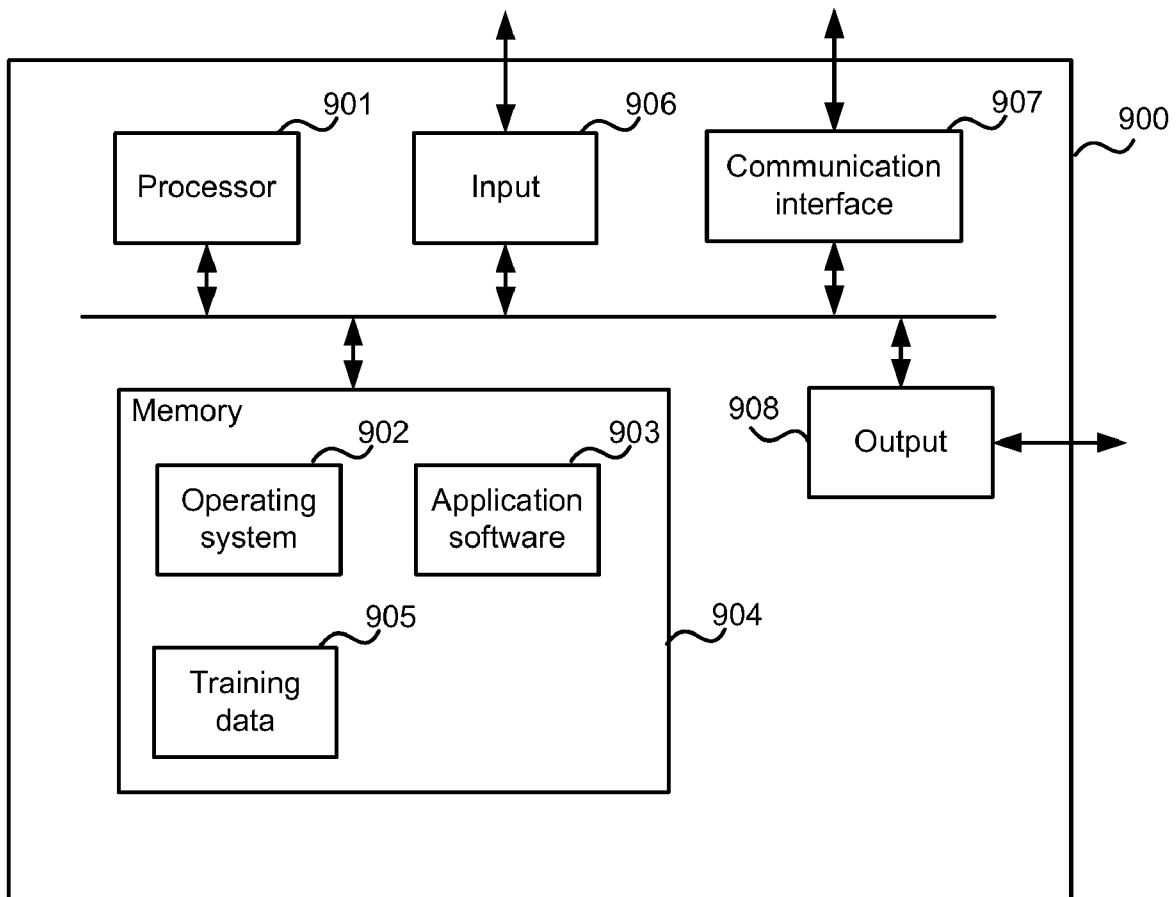 901
906
907
900
Processor
Input
Communication
interface
Memory
902
903
908
Output
Operating
system
Application
software
905
904
Training
data